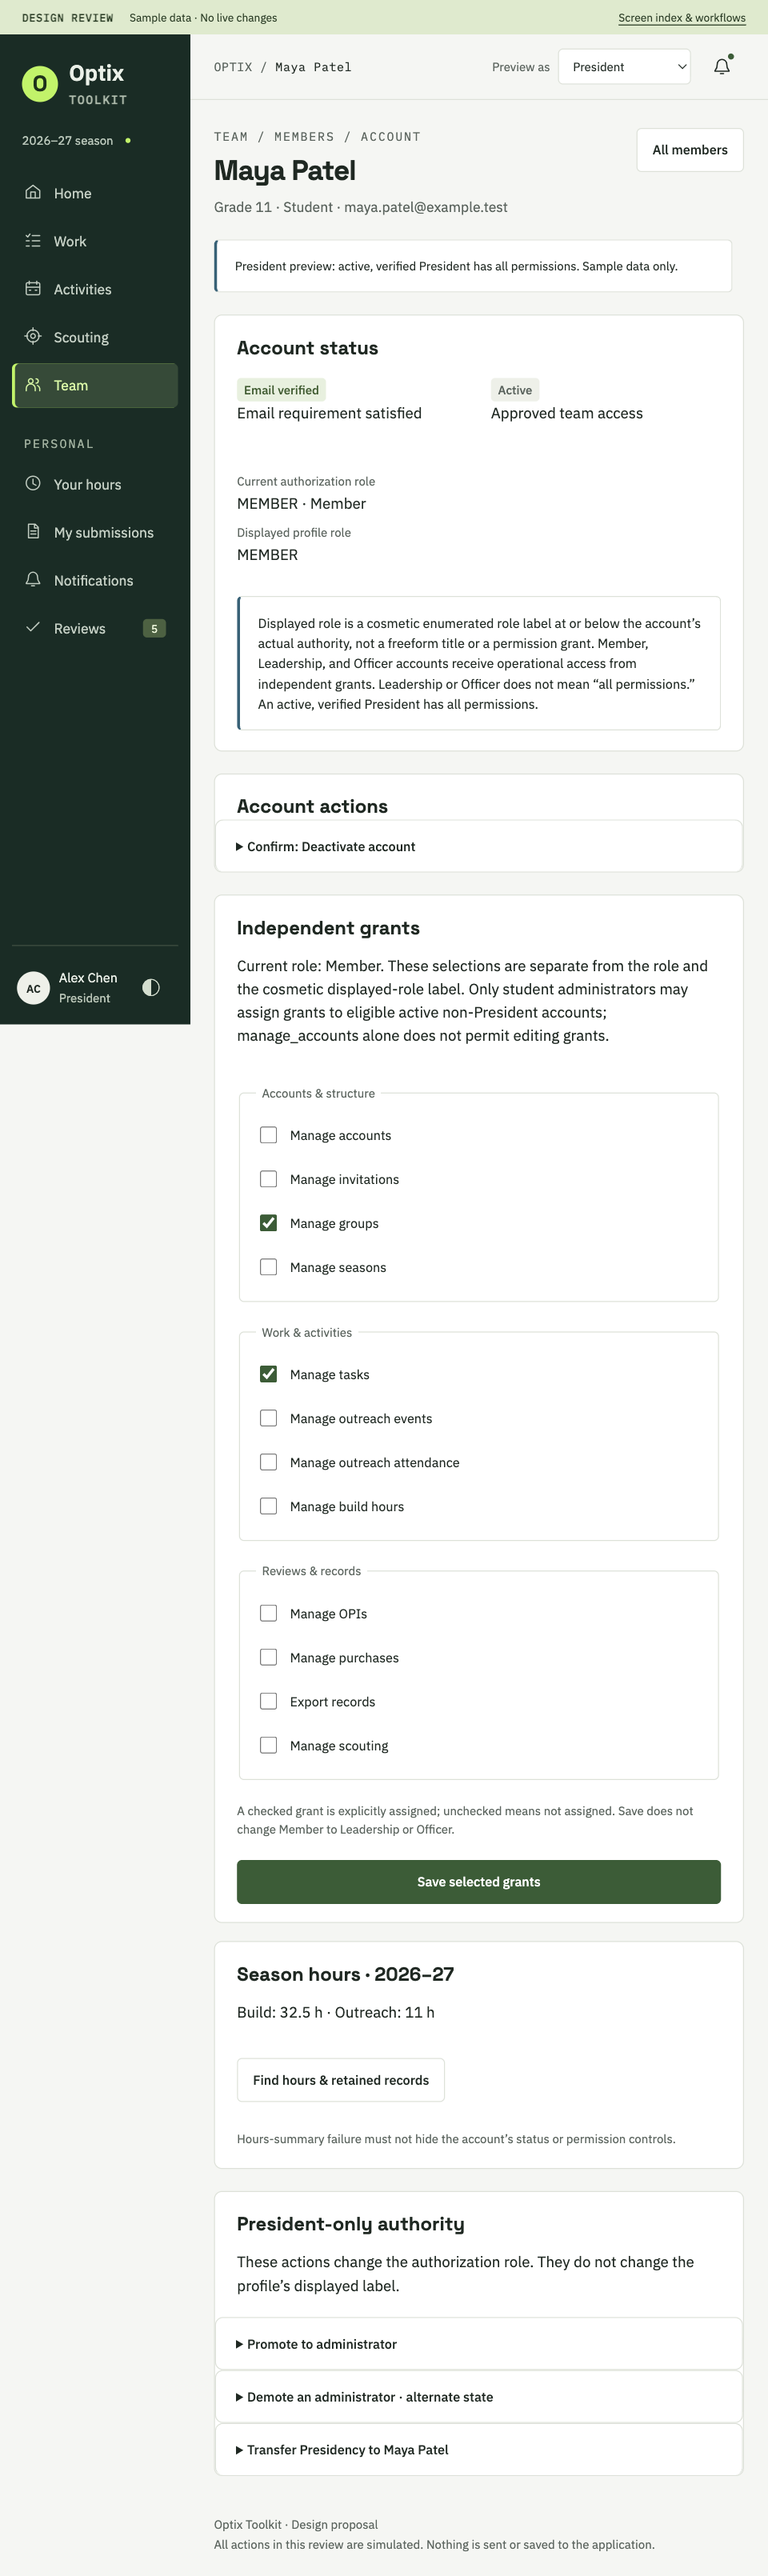 DESIGN REVIEW Sample data · No live changes Screen index & workflows
O Optix
TOOLKIT
2026–27 season
Home
Work
Activities
Scouting
Team
PERSONAL
Your hours
My submissions
Notifications
Reviews 5
AC Alex Chen
President
OPTIX / Maya Patel Preview as President
TEAM / MEMBERS / ACCOUNT
Maya Patel
Grade 11 · Student · maya.patel@example.test
All members
President preview: active, verified President has all permissions. Sample data only.
Account status
Email verified Active
Email requirement satisfied Approved team access
Current authorization role
MEMBER · Member
Displayed profile role
MEMBER
Displayed role is a cosmetic enumerated role label at or below the account’s
actual authority, not a freeform title or a permission grant. Member,
Leadership, and Officer accounts receive operational access from
independent grants. Leadership or Officer does not mean “all permissions.”
An active, verified President has all permissions.
Account actions
Confirm: Deactivate account
Independent grants
Current role: Member. These selections are separate from the role and
the cosmetic displayed-role label. Only student administrators may
assign grants to eligible active non-President accounts;
manage_accounts alone does not permit editing grants.
Accounts & structure
Manage accounts
Manage invitations
Manage groups
Manage seasons
Work & activities
Manage tasks
Manage outreach events
Manage outreach attendance
Manage build hours
Reviews & records
Manage OPIs
Manage purchases
Export records
Manage scouting
A checked grant is explicitly assigned; unchecked means not assigned. Save does not
change Member to Leadership or Officer.
Save selected grants
Season hours · 2026–27
Build: 32.5 h · Outreach: 11 h
Find hours & retained records
Hours-summary failure must not hide the account’s status or permission controls.
President-only authority
These actions change the authorization role. They do not change the
profile’s displayed label.
Promote to administrator
Demote an administrator · alternate state
Transfer Presidency to Maya Patel
Optix Toolkit · Design proposal
All actions in this review are simulated. Nothing is sent or saved to the application.